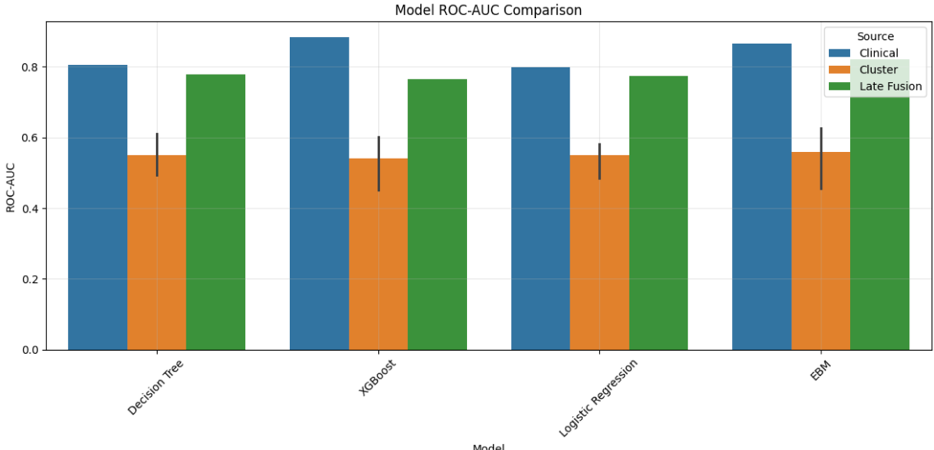 Model ROC-AUC Comparison
Source
Clinical
Cluster
Late Fusion
ROC-AUC
0.8
0.6
0.4
0.2
0.0
Decision Tree
XGBoost
Logistic Regression
EBM
Model